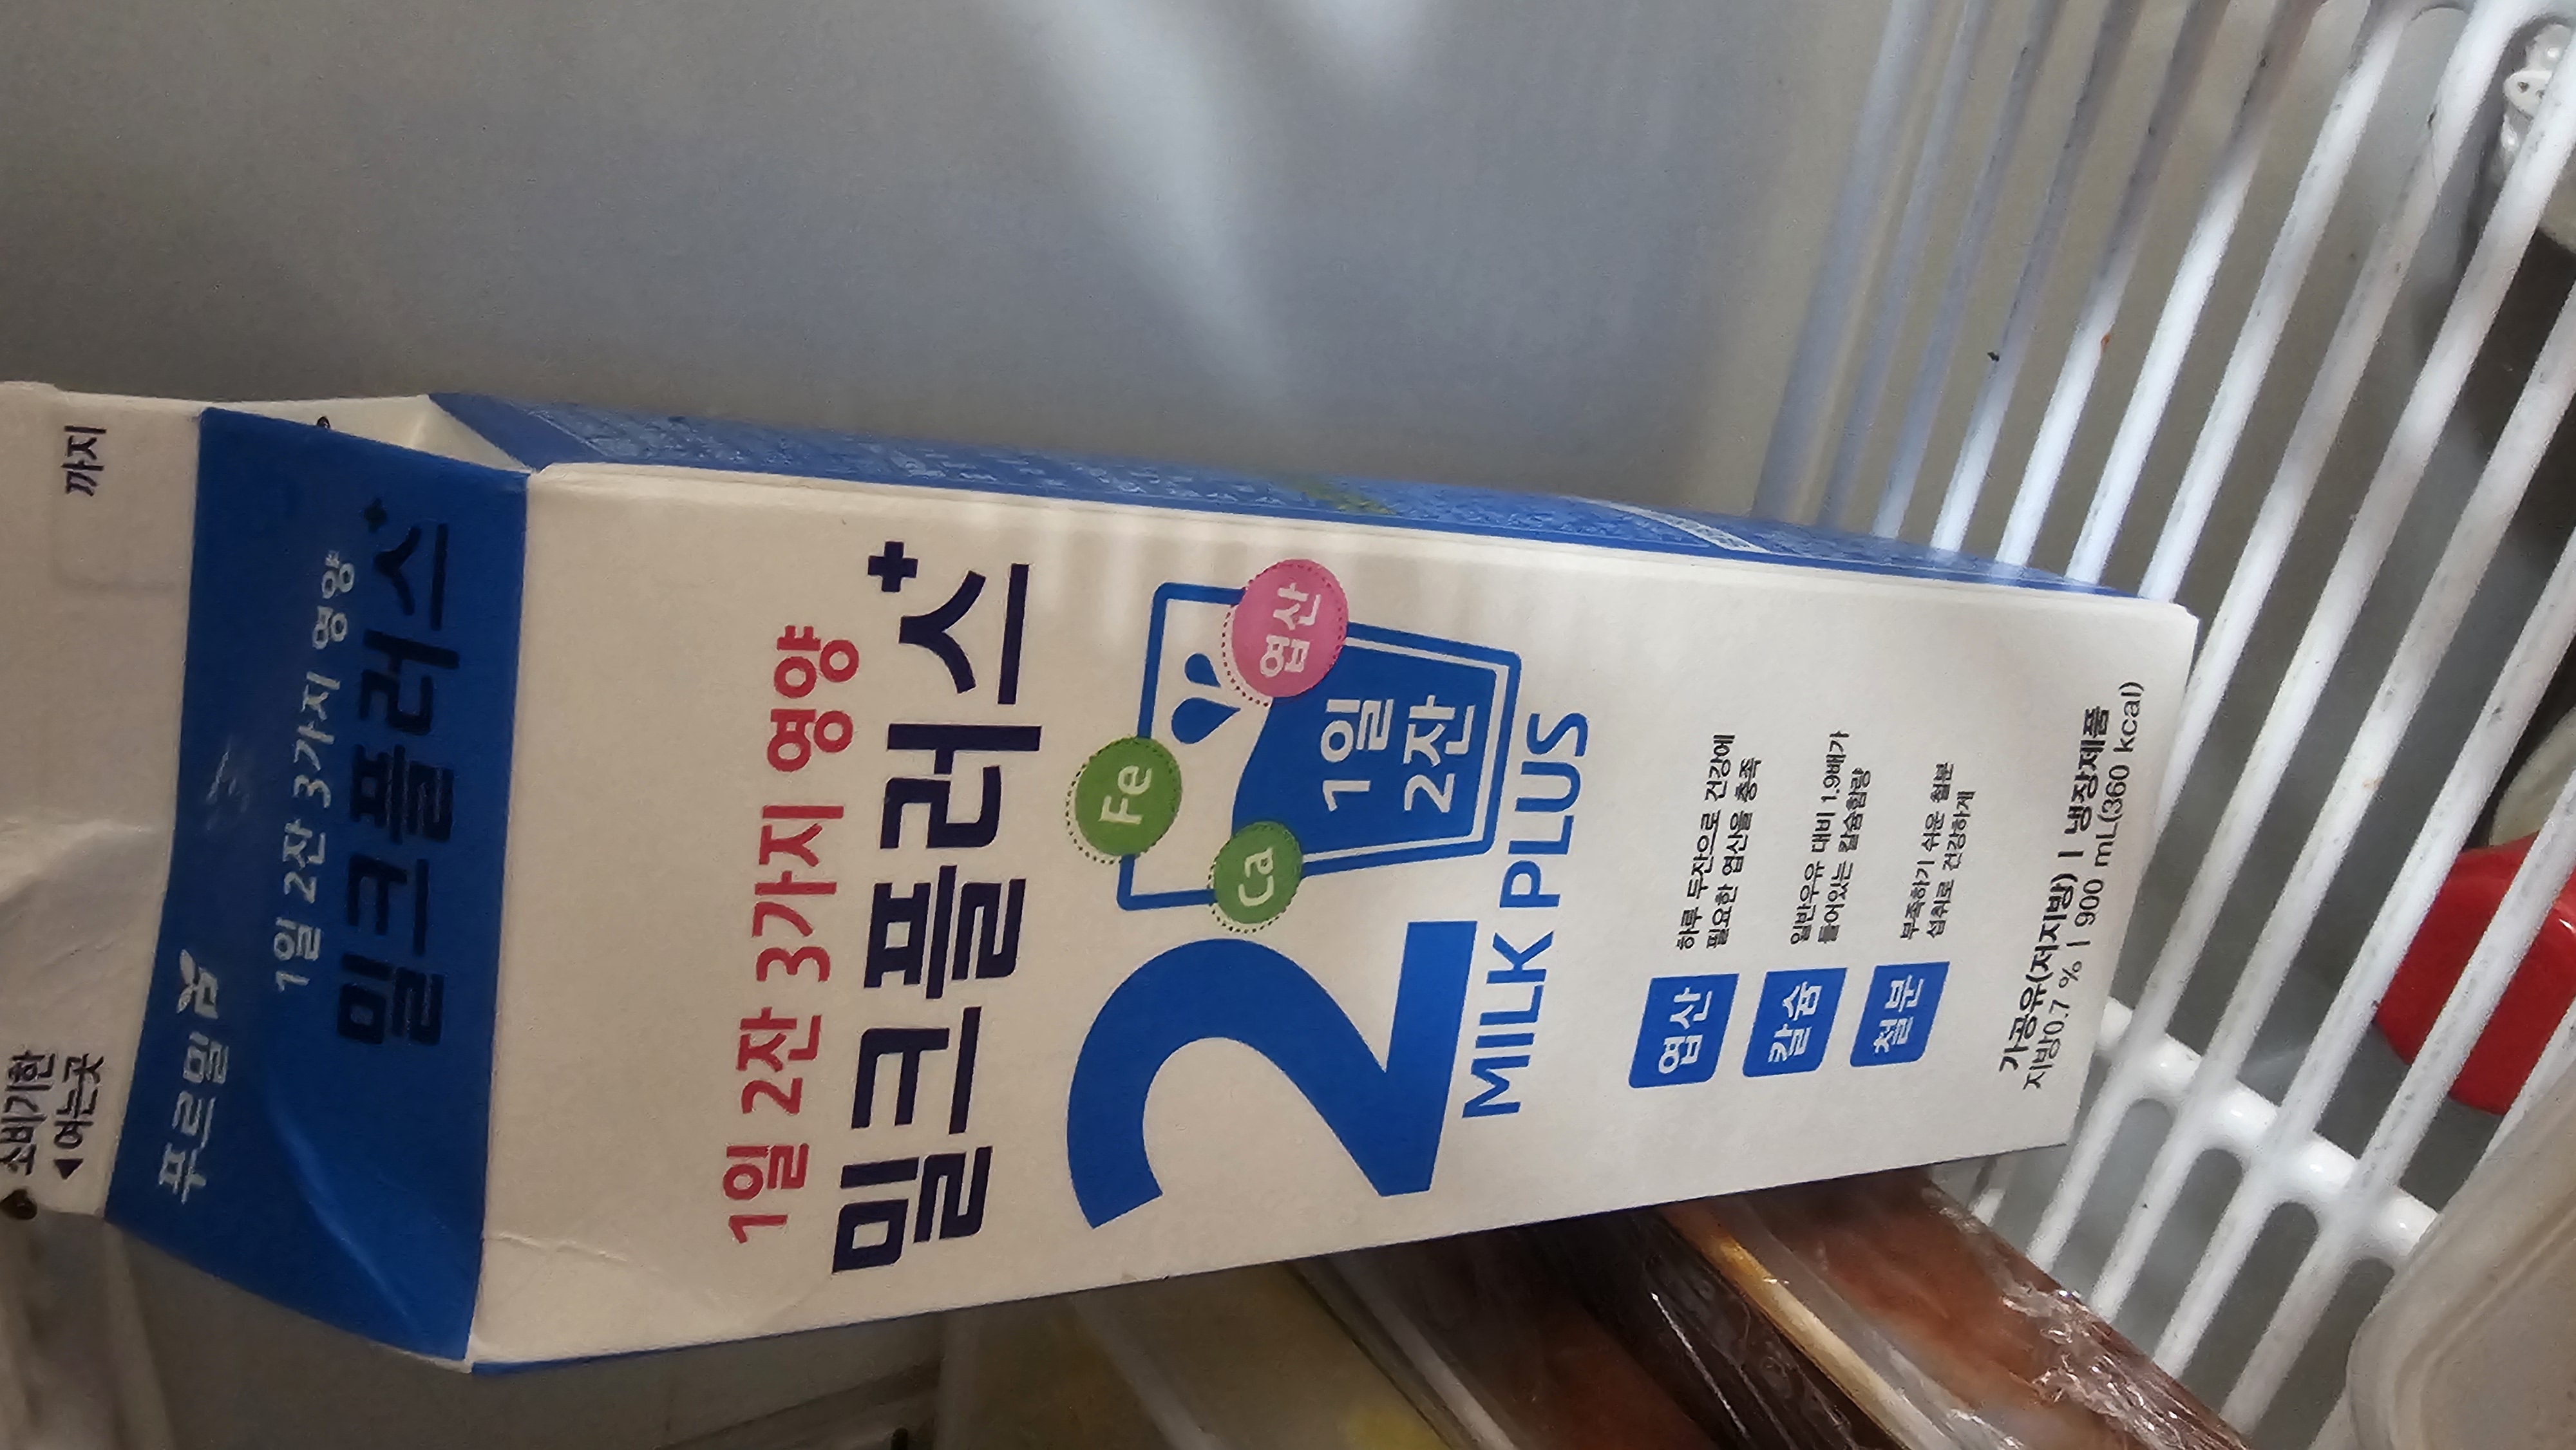 소비기한
까지
◀여는곳
푸르밀
1일 2잔 3가지 영양
밀크플러스+
1일 2잔 3가지 영양
밀크플러스+
2
Fe
Ca
엽산
1일
2잔
MILK PLUS
엽산
하루 두잔으로 건강에
필요한 엽산을 충족
칼슘
일반우유 대비 1.9배가
들어있는 칼슘함량
철분
부족하기 쉬운 철분
섭취로 건강하게
가공유(저지방) | 냉장제품
지방0.7 % | 900 mL(360 kcal)